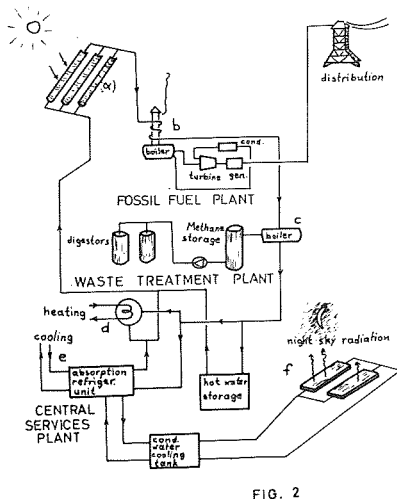 distribution
α)
b
cond.
boiler
turbine gen.
FOSSIL FUEL PLANT
c
Methane
storage
boiler
digestors
WASTE TREATMENT PLANT
heating
d
night sky radiation
cooling
e
f
absorption
refriger.
unit
hot water
storage
CENTRAL
SERVICES
PLANT
cond.
water
cooling
tank
FIG. 2